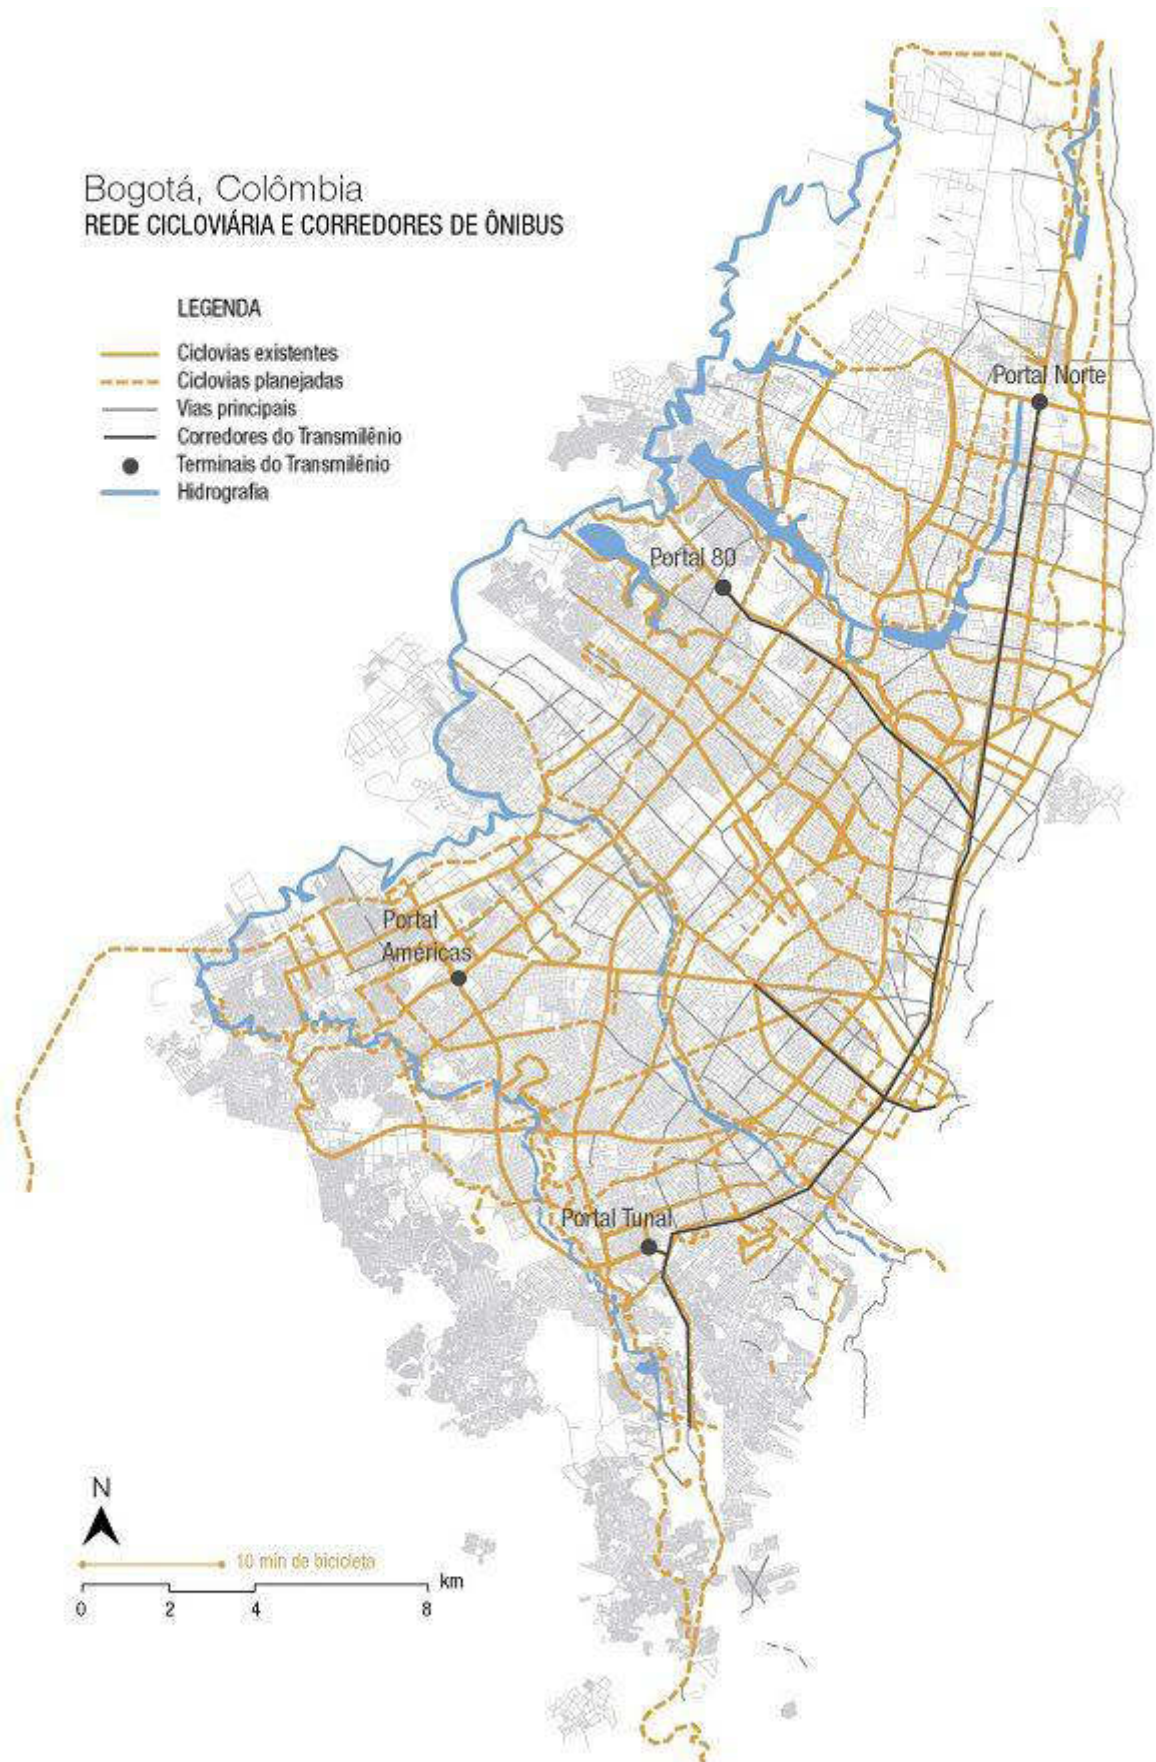 Bogotá, Colômbia
REDE CICLOVIÁRIA E CORREDORES DE ÔNIBUS
LEGENDA
Ciclovias existentes
Ciclovias planejadas
Vias principais
Corredores do Transmilênio
Terminais do Transmilênio
Hidrografia
Portal Norte
Portal 80
Portal
Américas
Portal Tunal
N
10 min de bicicleta
km
0 2 4 8